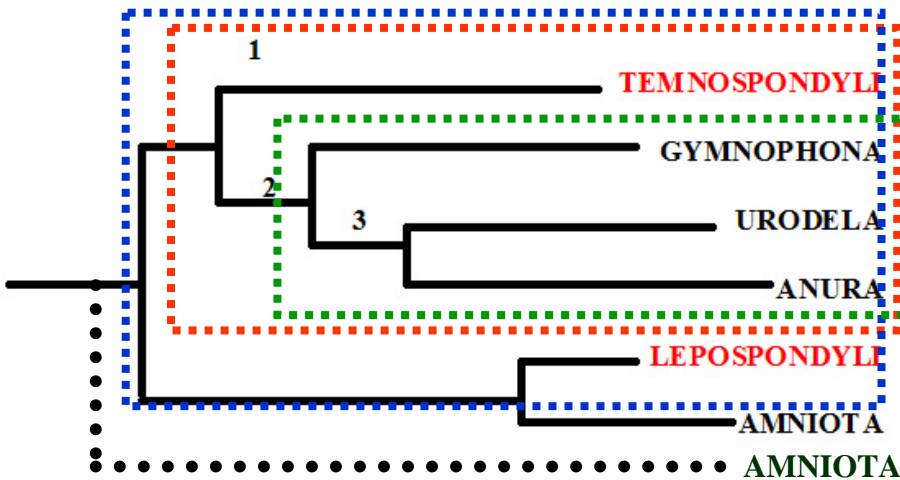 1
TEMNOSPONDYLI
GYMNOPHONA
2
3
URODELA
ANURA
LEPOSPONDYLI
AMNIOTA
AMNIOTA